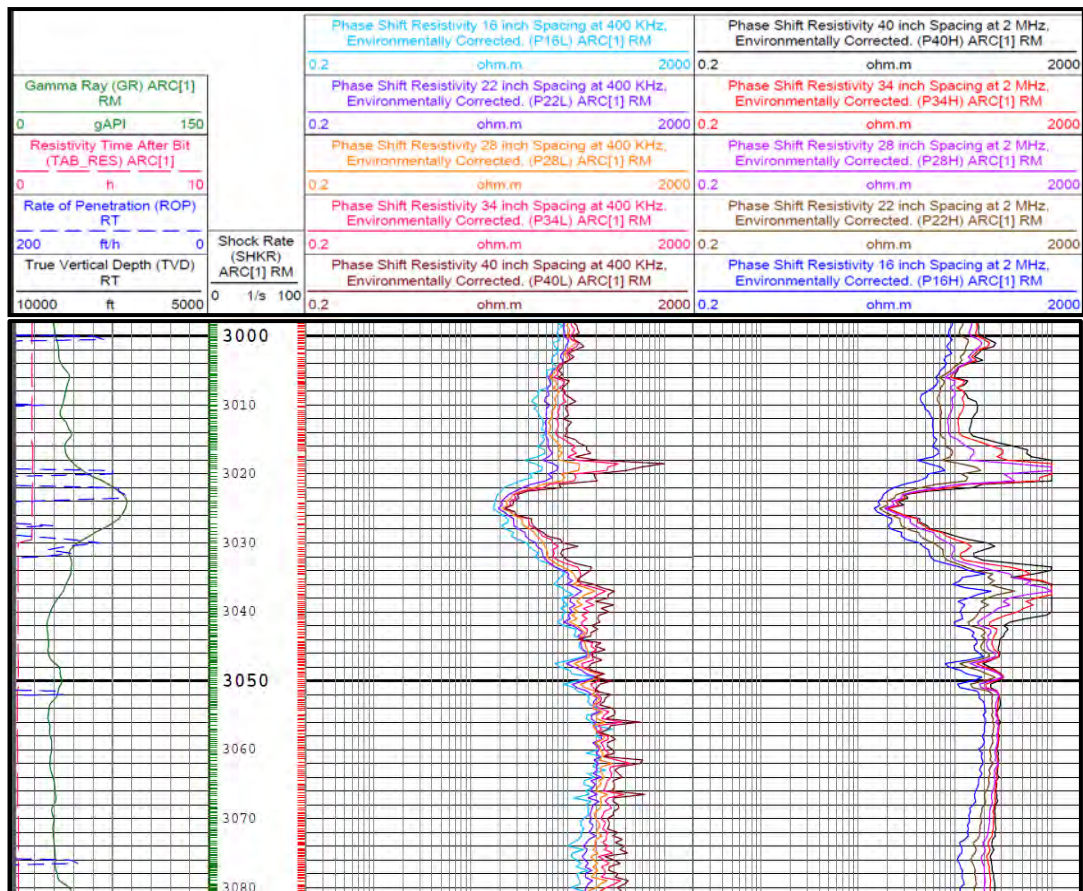 Gamma Ray (GR) ARC[1]
RM
0 gAPI 150
Resistivity Time After Bit
(TAB_RES) ARC[1]
0 h 10
Rate of Penetration (ROP)
RT
200 ft/h 0
True Vertical Depth (TVD)
RT
10000 ft 5000
Shock Rate
(SHKR)
ARC[1] RM
0 1/s 100
Phase Shift Resistivity 16 inch Spacing at 400 KHz,
Environmentally Corrected. (P16L) ARC[1] RM
0.2 ohm.m 2000
Phase Shift Resistivity 22 inch Spacing at 400 KHz,
Environmentally Corrected. (P22L) ARC[1] RM
0.2 ohm.m 2000
Phase Shift Resistivity 28 inch Spacing at 400 KHz,
Environmentally Corrected. (P28L) ARC[1] RM
0.2 ohm.m 2000
Phase Shift Resistivity 34 inch Spacing at 400 KHz,
Environmentally Corrected. (P34L) ARC[1] RM
0.2 ohm.m 2000
Phase Shift Resistivity 40 inch Spacing at 400 KHz,
Environmentally Corrected. (P40L) ARC[1] RM
0.2 ohm.m 2000
Phase Shift Resistivity 40 inch Spacing at 2 MHz,
Environmentally Corrected. (P40H) ARC[1] RM
0.2 ohm.m 2000
Phase Shift Resistivity 34 inch Spacing at 2 MHz,
Environmentally Corrected. (P34H) ARC[1] RM
0.2 ohm.m 2000
Phase Shift Resistivity 28 inch Spacing at 2 MHz,
Environmentally Corrected. (P28H) ARC[1] RM
0.2 ohm.m 2000
Phase Shift Resistivity 22 inch Spacing at 2 MHz,
Environmentally Corrected. (P22H) ARC[1] RM
0.2 ohm.m 2000
Phase Shift Resistivity 16 inch Spacing at 2 MHz,
Environmentally Corrected. (P16H) ARC[1] RM
0.2 ohm.m 2000
3000
3010
3020
3030
3040
3050
3060
3070
3080